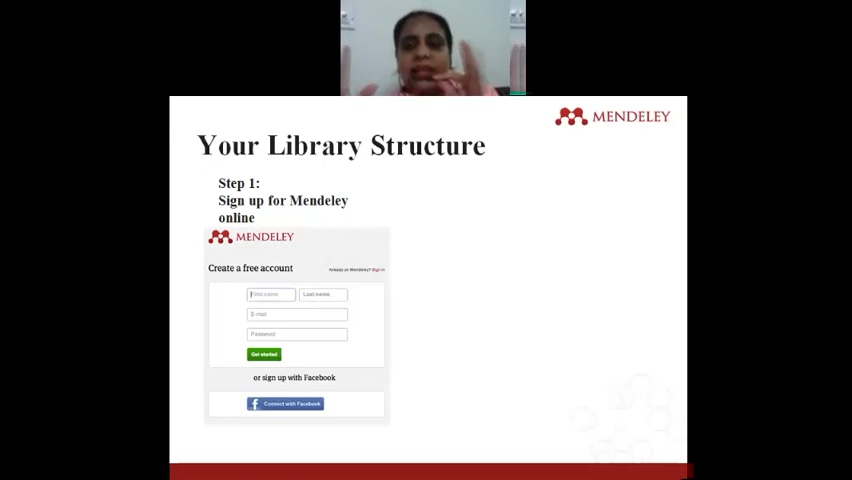 MENDELEY
Your Library Structure
Step 1:
Sign up for Mendeley
online
MENDELEY
Create a free account
Already on Mendeley? Sign in
First name
Last name
E-mail
Password
Get started
or sign up with Facebook
f Connect with Facebook